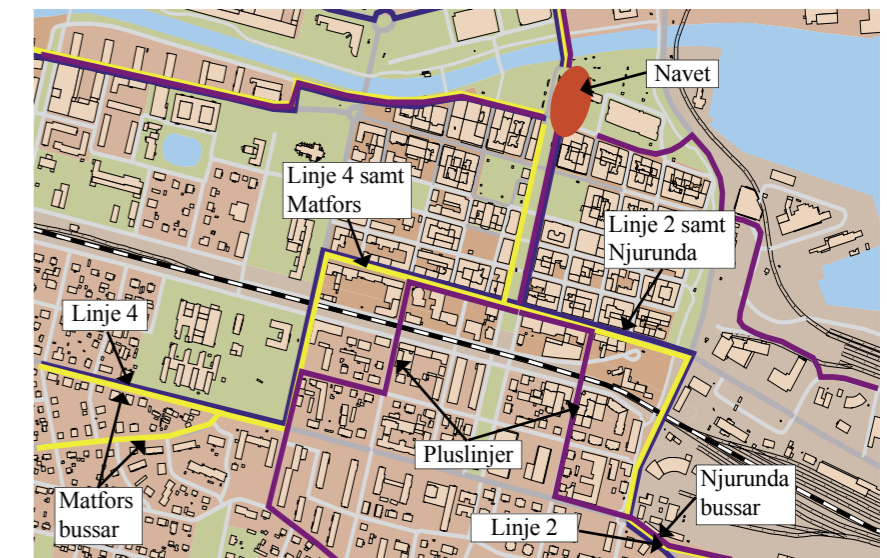 Navet
Linje 4 samt
Matfors
Linje 2 samt
Njurunda
Linje 4
Pluslinjer
Matfors
bussar
Njurunda
bussar
Linje 2